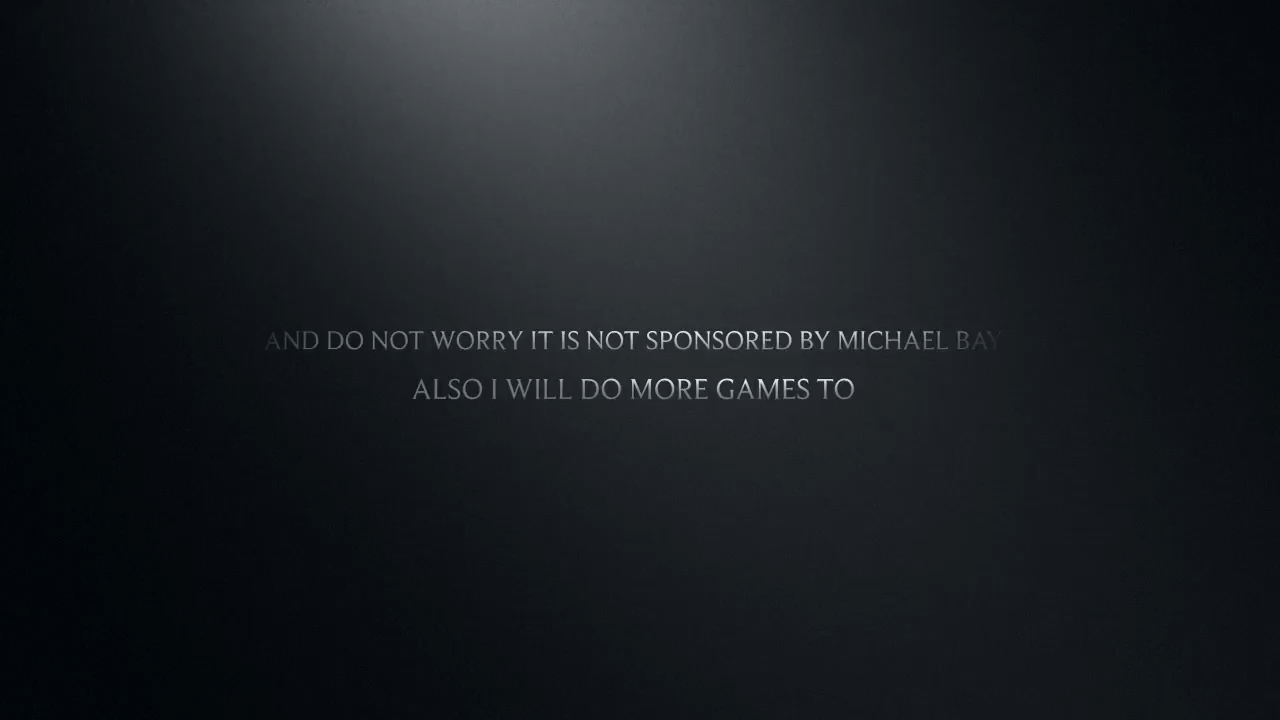 AND DO NOT WORRY IT IS NOT SPONSORED BY MICHAEL BAY
ALSO I WILL DO MORE GAMES TO